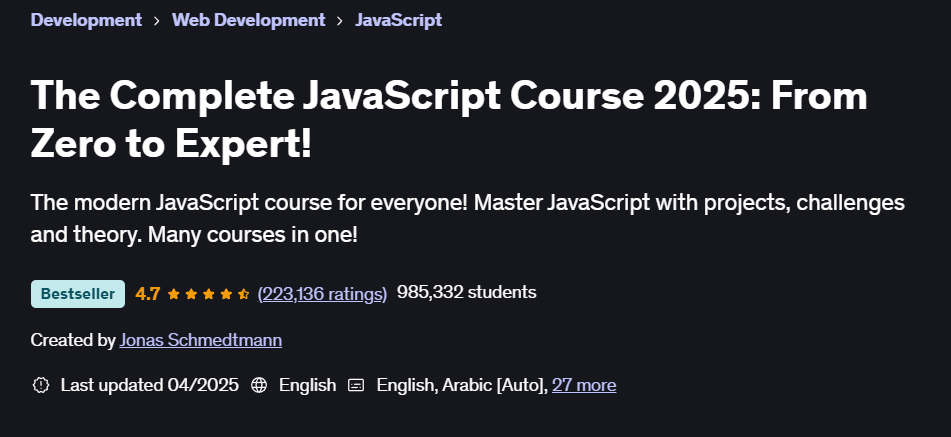 Development > Web Development > JavaScript
The Complete JavaScript Course 2025: From
Zero to Expert!
The modern JavaScript course for everyone! Master JavaScript with projects, challenges
and theory. Many courses in one!
Bestseller 4.7 (223,136 ratings) 985,332 students
Created by Jonas Schmedtmann
Last updated 04/2025 English English, Arabic [Auto], 27 more